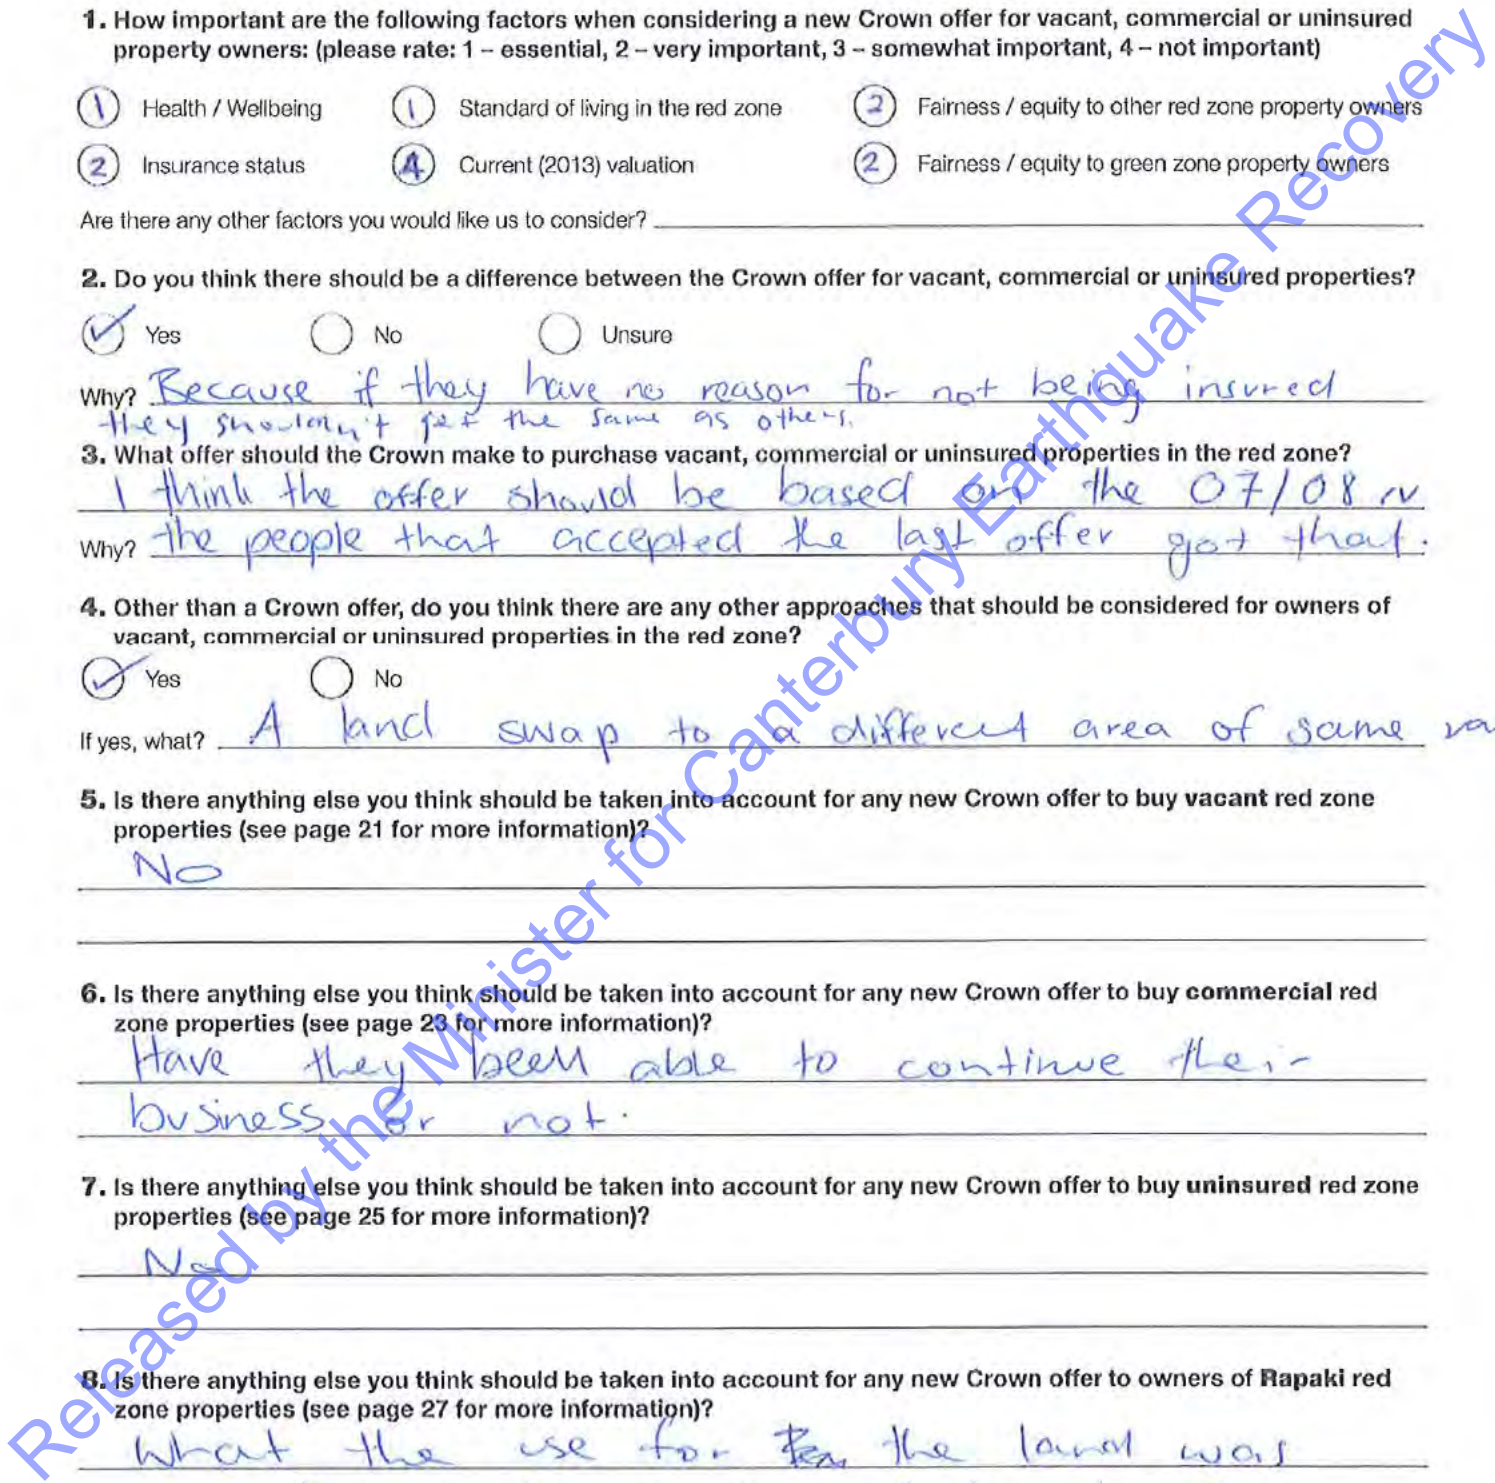 1. How important are the following factors when considering a new Crown offer for vacant, commercial or uninsured
property owners: (please rate: 1 – essential, 2 – very important, 3 – somewhat important, 4 – not important)
1 Health / Wellbeing 1 Standard of living in the red zone 2 Fairness / equity to other red zone property owners
2 Insurance status 4 Current (2013) valuation 2 Fairness / equity to green zone property owners
Are there any other factors you would like us to consider?
2. Do you think there should be a difference between the Crown offer for vacant, commercial or uninsured properties?
✓ Yes No Unsure
Why? Because if they have no reason for not being insured
they shouldn't get the same as others.
3. What offer should the Crown make to purchase vacant, commercial or uninsured properties in the red zone?
I think the offer should be based on the 07/08 rv
Why? the people that accepted the last offer got that.
4. Other than a Crown offer, do you think there are any other approaches that should be considered for owners of
vacant, commercial or uninsured properties in the red zone?
✓ Yes No
If yes, what? A land swap to a different area of same va
5. Is there anything else you think should be taken into account for any new Crown offer to buy vacant red zone
properties (see page 21 for more information)?
No
6. Is there anything else you think should be taken into account for any new Crown offer to buy commercial red
zone properties (see page 23 for more information)?
Have they been able to continue their
business or not.
7. Is there anything else you think should be taken into account for any new Crown offer to buy uninsured red zone
properties (see page 25 for more information)?
No
8. Is there anything else you think should be taken into account for any new Crown offer to owners of Rapaki red
zone properties (see page 27 for more information)?
What the use for the land was
Released by the Minister for Canterbury Earthquake Recovery